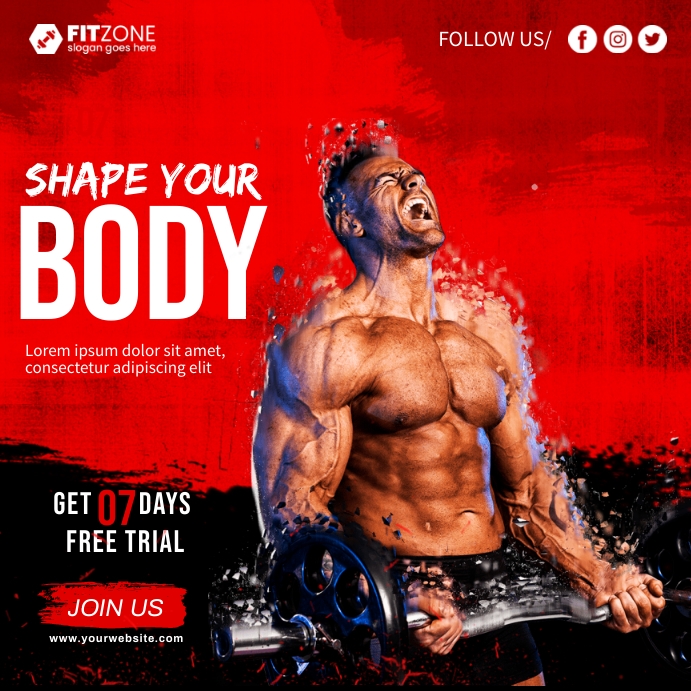 FITZONE
slogan goes here
FOLLOW US/
SHAPE YOUR
BODY
Lorem ipsum dolor sit amet,
consectetur adipiscing elit
GET 07 DAYS
FREE TRIAL
JOIN US
www.yourwebsite.com